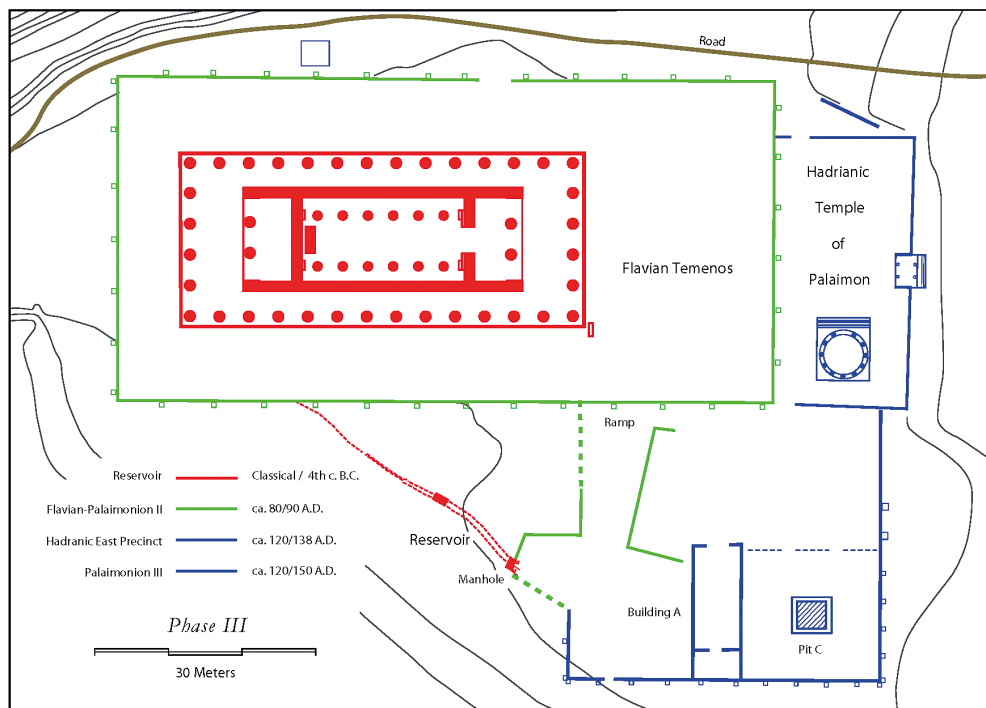 Road
Hadrianic
Temple
of
Palaimon
Flavian Temenos
Ramp
Reservoir
Classical / 4th c. B.C.
Flavian-Palaimonion II
ca. 80/90 A.D.
Hadranic East Precinct
ca. 120/138 A.D.
Palaimonion III
ca. 120/150 A.D.
Reservoir
Manhole
Building A
Pit C
Phase III
30 Meters